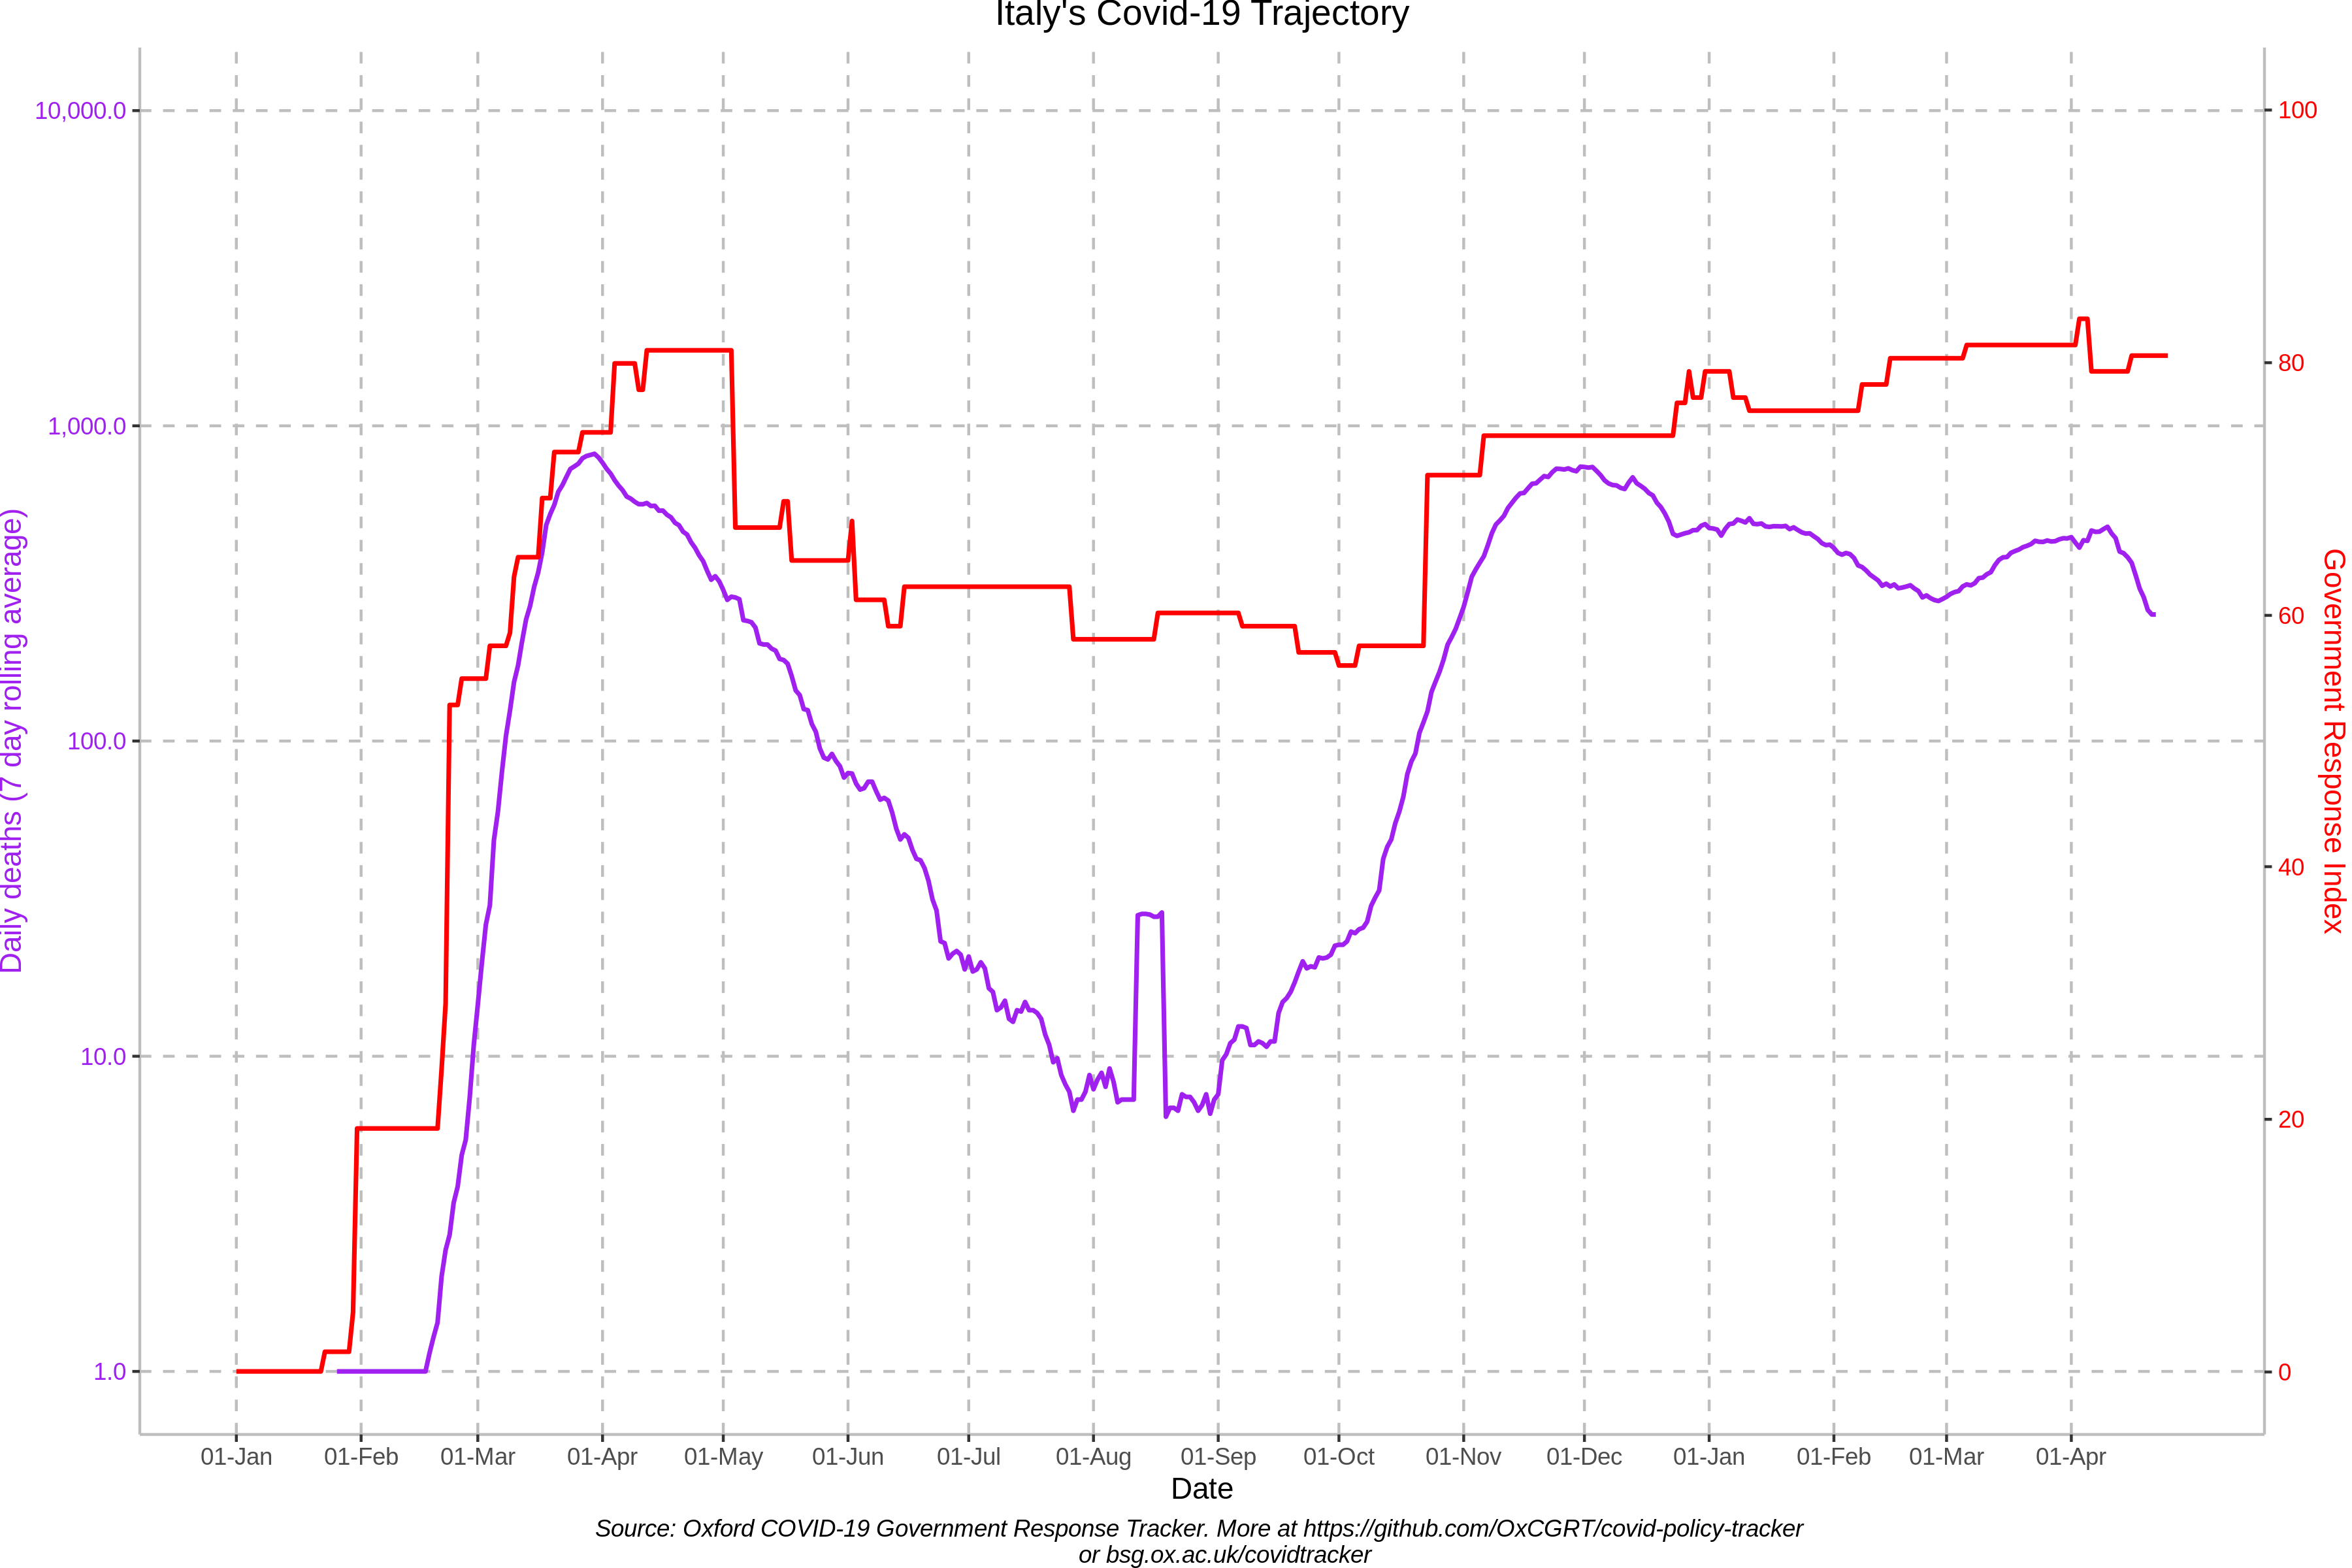 Italy's Covid-19 Trajectory
10,000.0
1,000.0
100.0
10.0
1.0
Daily deaths (7 day rolling average)
100
80
60
40
20
0
Government Response Index
01-Jan 01-Feb 01-Mar 01-Apr 01-May 01-Jun 01-Jul 01-Aug 01-Sep 01-Oct 01-Nov 01-Dec 01-Jan 01-Feb 01-Mar 01-Apr
Date
Source: Oxford COVID-19 Government Response Tracker. More at https://github.com/OxCGRT/covid-policy-tracker
or bsg.ox.ac.uk/covidtracker